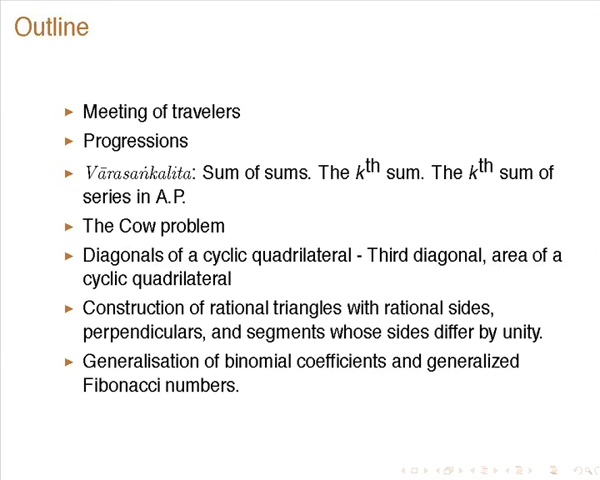 Outline
► Meeting of travelers
► Progressions
► Vārasaṅkalita: Sum of sums. The kth sum. The kth sum of
series in A.P.
► The Cow problem
► Diagonals of a cyclic quadrilateral - Third diagonal, area of a
cyclic quadrilateral
► Construction of rational triangles with rational sides,
perpendiculars, and segments whose sides differ by unity.
► Generalisation of binomial coefficients and generalized
Fibonacci numbers.